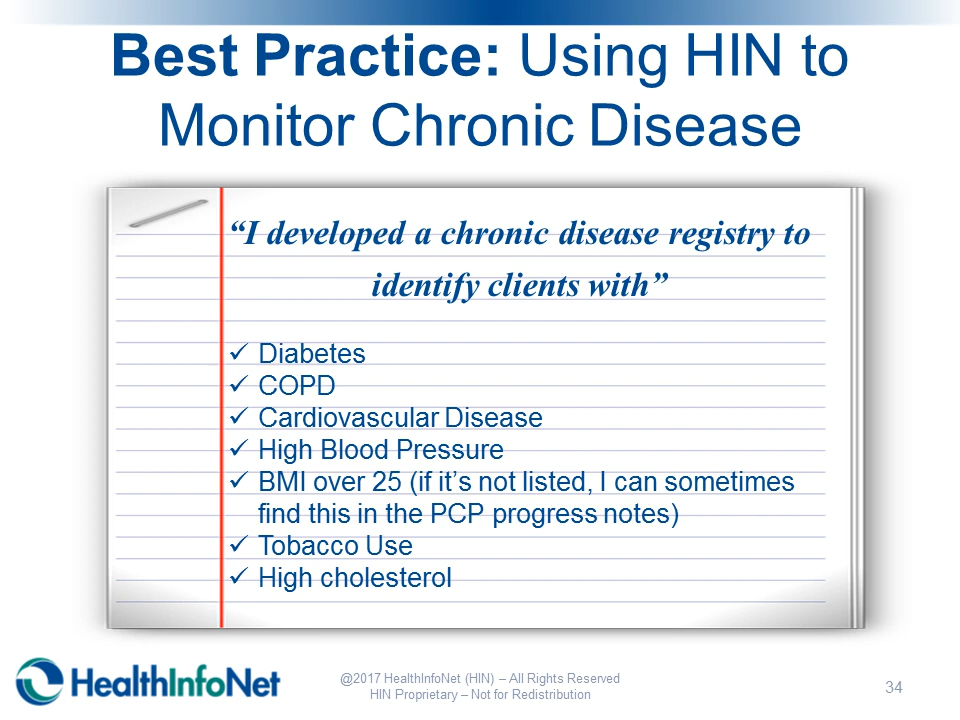 Best Practice: Using HIN to
Monitor Chronic Disease
“I developed a chronic disease registry to
identify clients with”
✓ Diabetes
✓ COPD
✓ Cardiovascular Disease
✓ High Blood Pressure
✓ BMI over 25 (if it’s not listed, I can sometimes
find this in the PCP progress notes)
✓ Tobacco Use
✓ High cholesterol
HealthInfoNet
@2017 HealthInfoNet (HIN) – All Rights Reserved
HIN Proprietary – Not for Redistribution
34